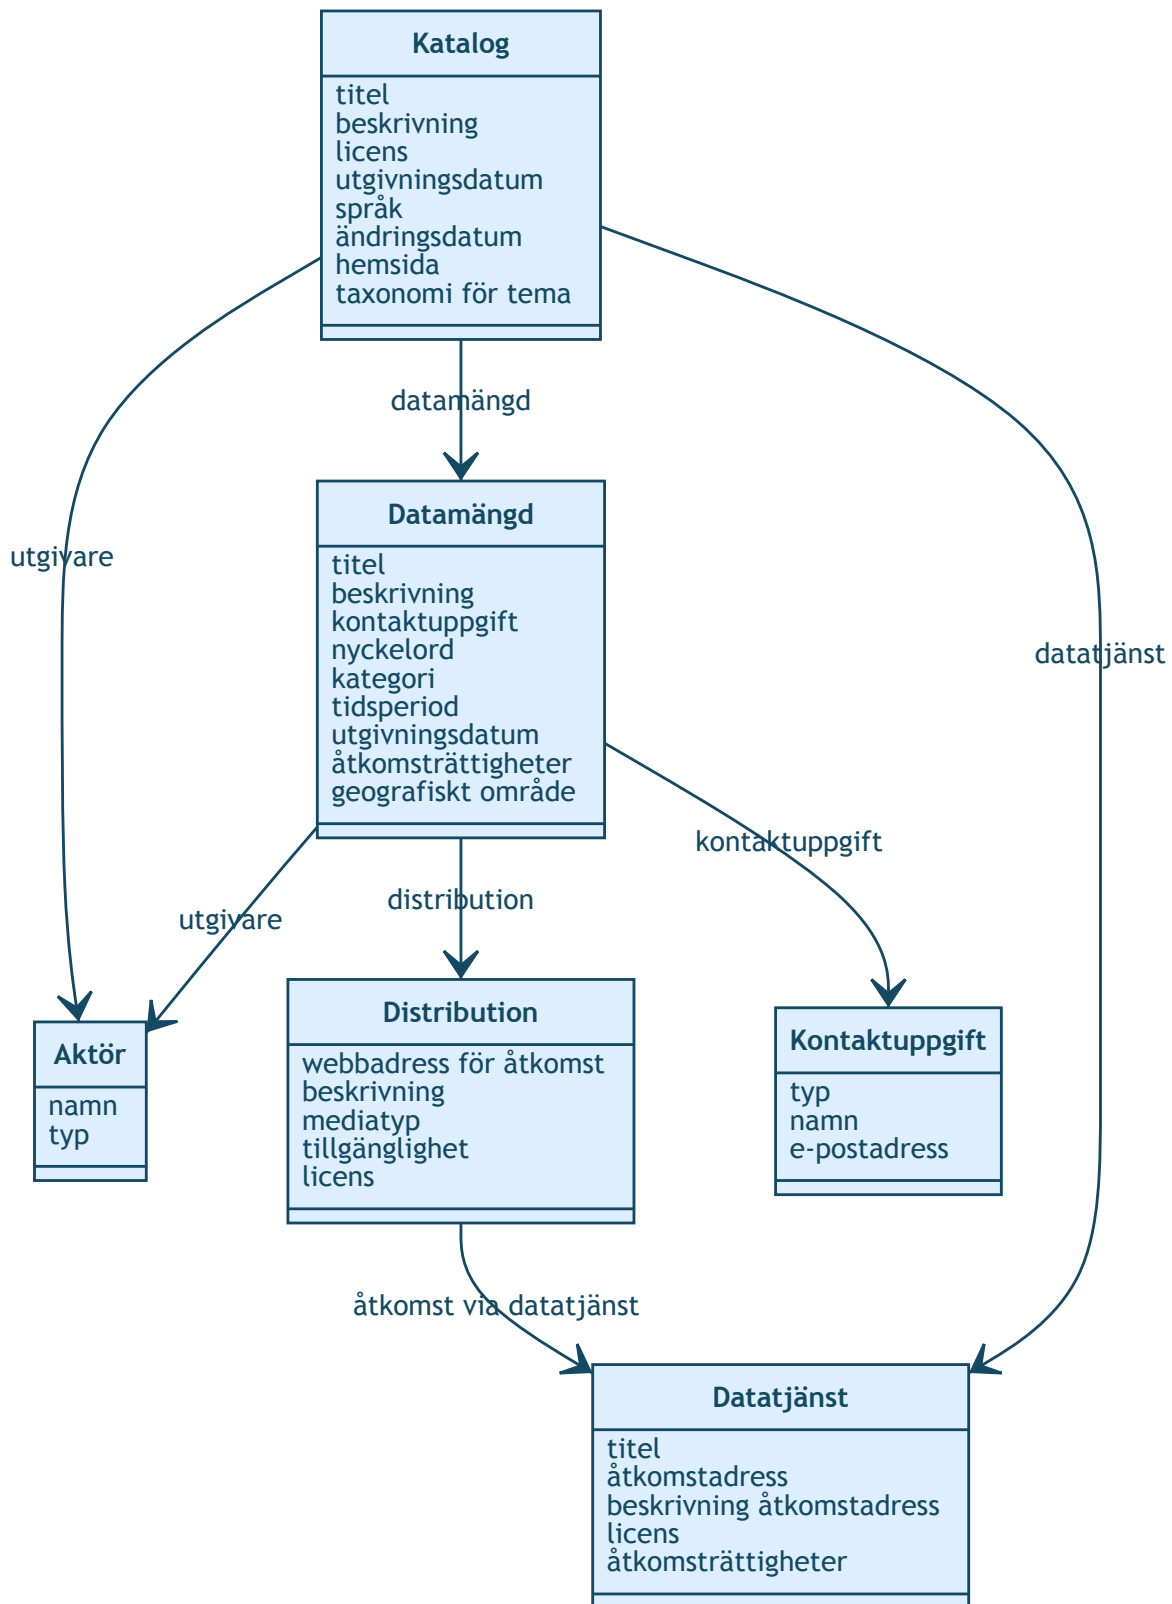 Katalog
titel
beskrivning
licens
utgivningsdatum
språk
ändringsdatum
hemsida
taxonomi för tema
datamängd
utgivare
Datamängd
titel
beskrivning
kontaktuppgift
nyckelord
kategori
tidsperiod
utgivningsdatum
åtkomsträttigheter
geografiskt område
datatjänst
kontaktuppgift
distribution
utgivare
Aktör
namn
typ
Distribution
webbadress för åtkomst
beskrivning
mediatyp
tillgänglighet
licens
Kontaktuppgift
typ
namn
e-postadress
åtkomst via datatjänst
Datatjänst
titel
åtkomstadress
beskrivning åtkomstadress
licens
åtkomsträttigheter